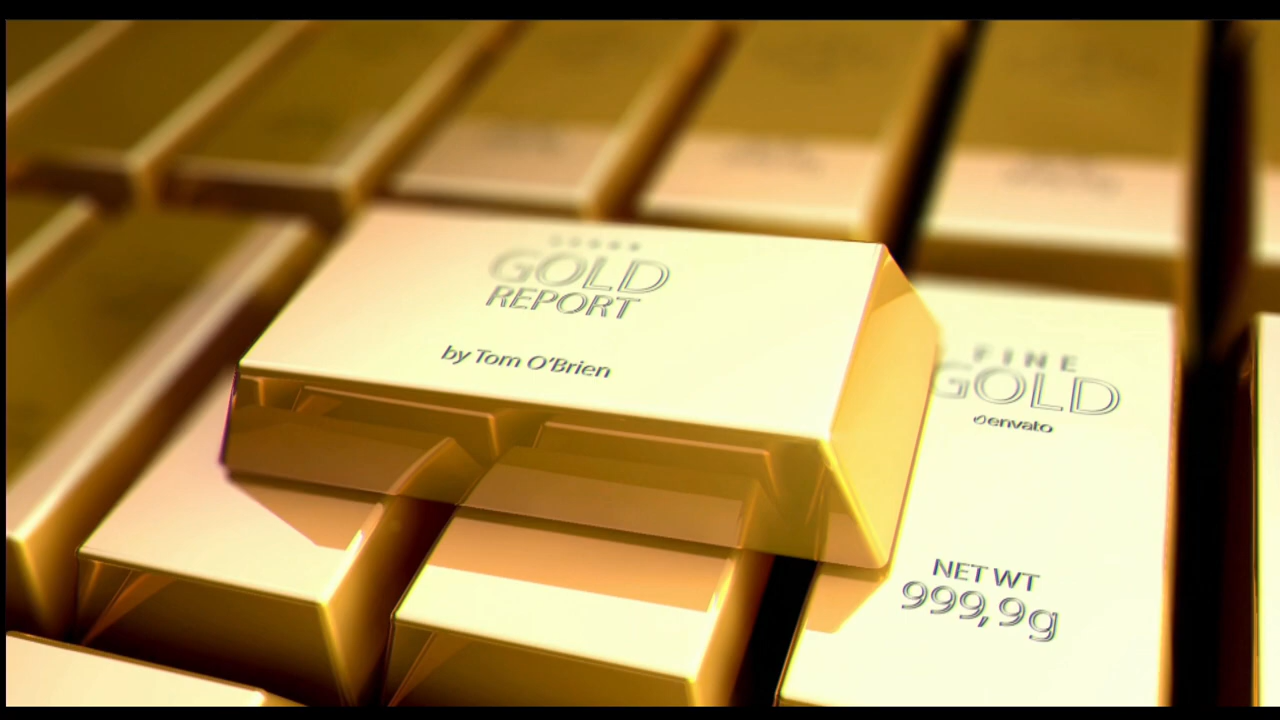 GOLD
REPORT
by Tom O'Brien
FINE
GOLD
envato
NET WT
999,9g